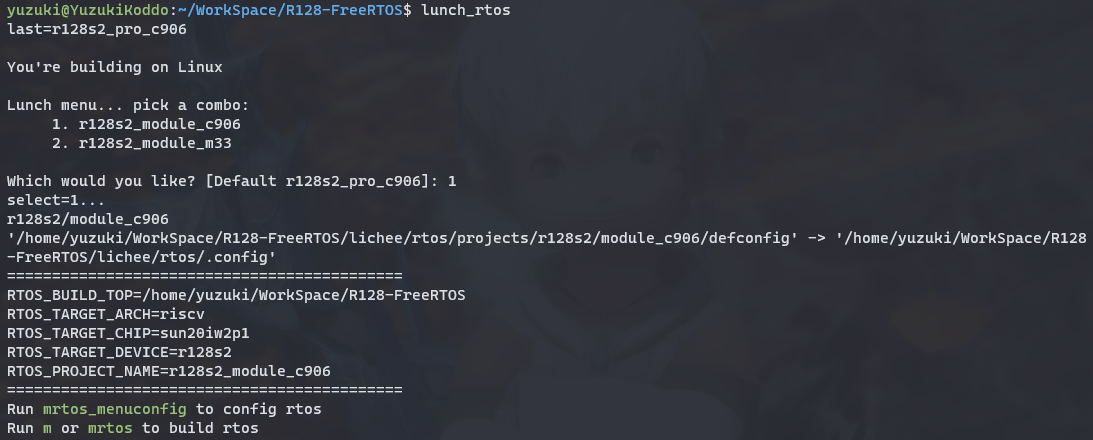 yuzuki@YuzukiKoddo:~/WorkSpace/R128-FreeRTOS$ lunch_rtos
last=r128s2_pro_c906
You're building on Linux
Lunch menu... pick a combo:
1. r128s2_module_c906
2. r128s2_module_m33
Which would you like? [Default r128s2_pro_c906]: 1
select=1...
r128s2/module_c906
'/home/yuzuki/WorkSpace/R128-FreeRTOS/lichee/rtos/projects/r128s2/module_c906/defconfig' -> '/home/yuzuki/WorkSpace/R128
-FreeRTOS/lichee/rtos/.config'
============================================
RTOS_BUILD_TOP=/home/yuzuki/WorkSpace/R128-FreeRTOS
RTOS_TARGET_ARCH=riscv
RTOS_TARGET_CHIP=sun20iw2p1
RTOS_TARGET_DEVICE=r128s2
RTOS_PROJECT_NAME=r128s2_module_c906
============================================
Run mrtos_menuconfig to config rtos
Run m or mrtos to build rtos